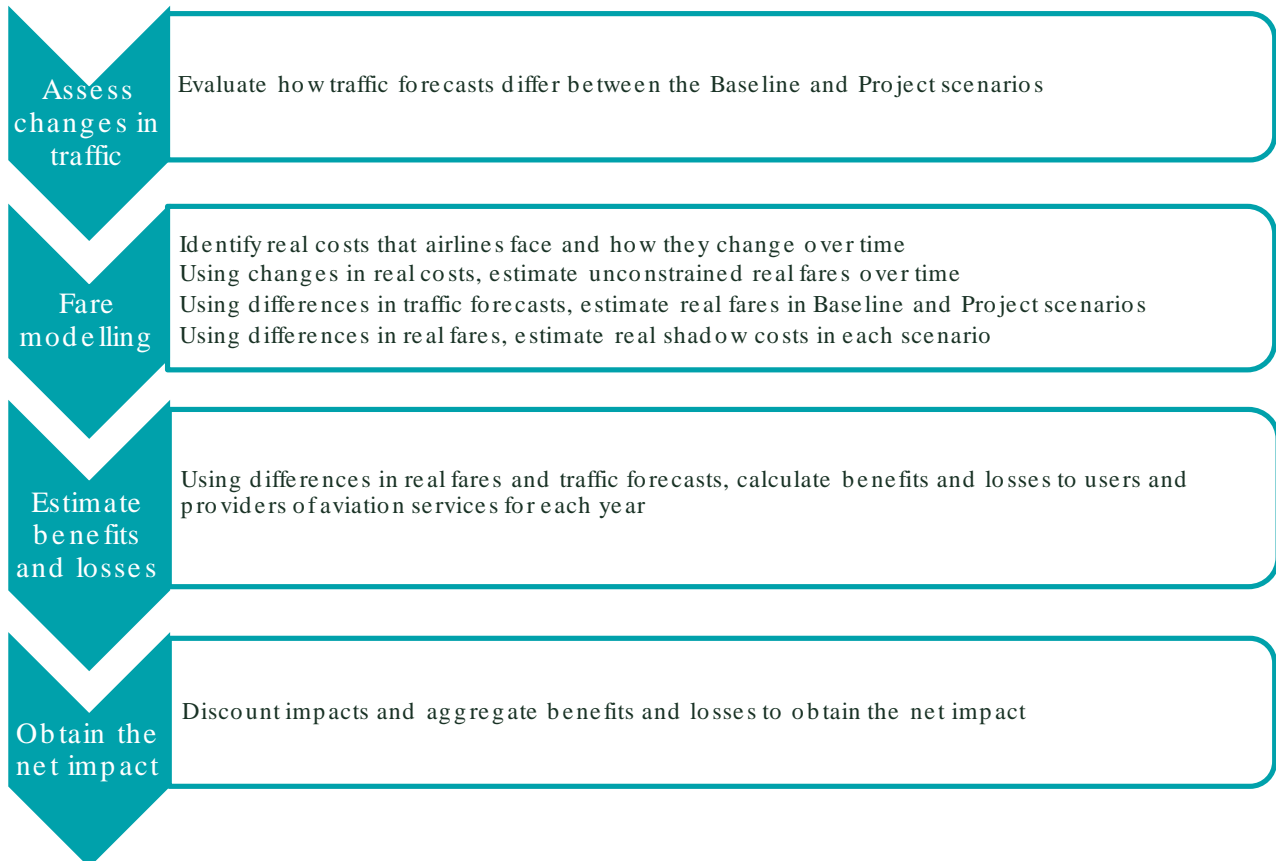 Assess
changes in
traffic
Evaluate how traffic forecasts differ between the Baseline and Project scenarios
Fare
modelling
Identify real costs that airlines face and how they change over time
Using changes in real costs, estimate unconstrained real fares over time
Using differences in traffic forecasts, estimate real fares in Baseline and Project scenarios
Using differences in real fares, estimate real shadow costs in each scenario
Estimate
benefits
and losses
Using differences in real fares and traffic forecasts, calculate benefits and losses to users and
providers of aviation services for each year
Obtain the
net impact
Discount impacts and aggregate benefits and losses to obtain the net impact